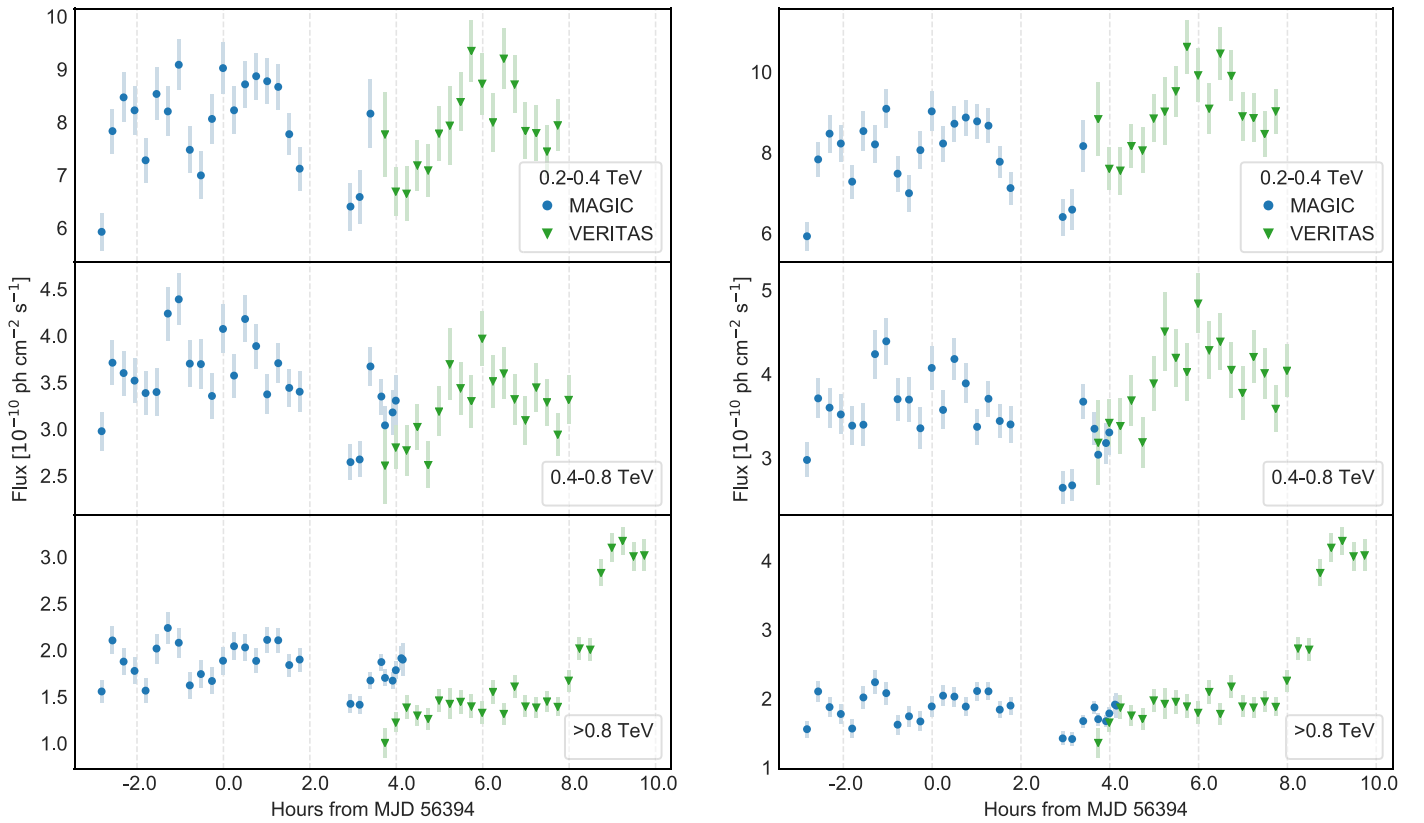 10
9
8
7
6
0.2-0.4 TeV
MAGIC
VERITAS
4.5
4.0
3.5
3.0
2.5
0.4-0.8 TeV
Flux [10⁻¹⁰ ph cm⁻² s⁻¹]
3.0
2.5
2.0
1.5
1.0
>0.8 TeV
-2.0 0.0 2.0 4.0 6.0 8.0 10.0
Hours from MJD 56394
10
8
6
0.2-0.4 TeV
MAGIC
VERITAS
5
4
3
0.4-0.8 TeV
Flux [10⁻¹⁰ ph cm⁻² s⁻¹]
4
3
2
1
>0.8 TeV
-2.0 0.0 2.0 4.0 6.0 8.0 10.0
Hours from MJD 56394